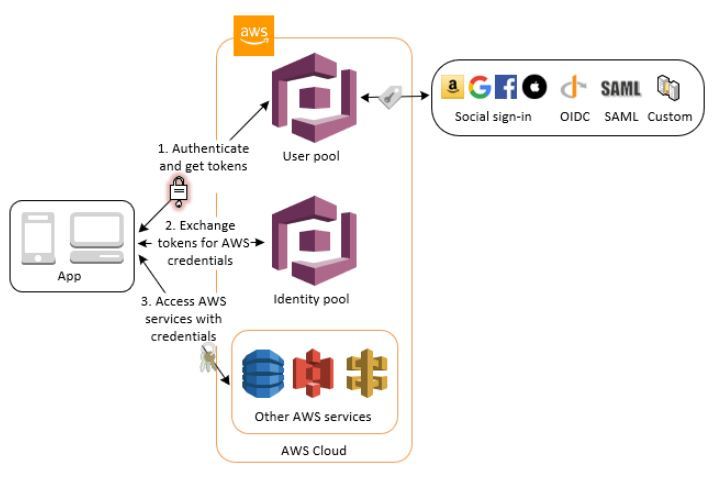 aws
User pool
Social sign-in
OIDC
SAML
SAML
Custom
1. Authenticate
and get tokens
2. Exchange
tokens for AWS
credentials
App
Identity pool
3. Access AWS
services with
credentials
Other AWS services
AWS Cloud